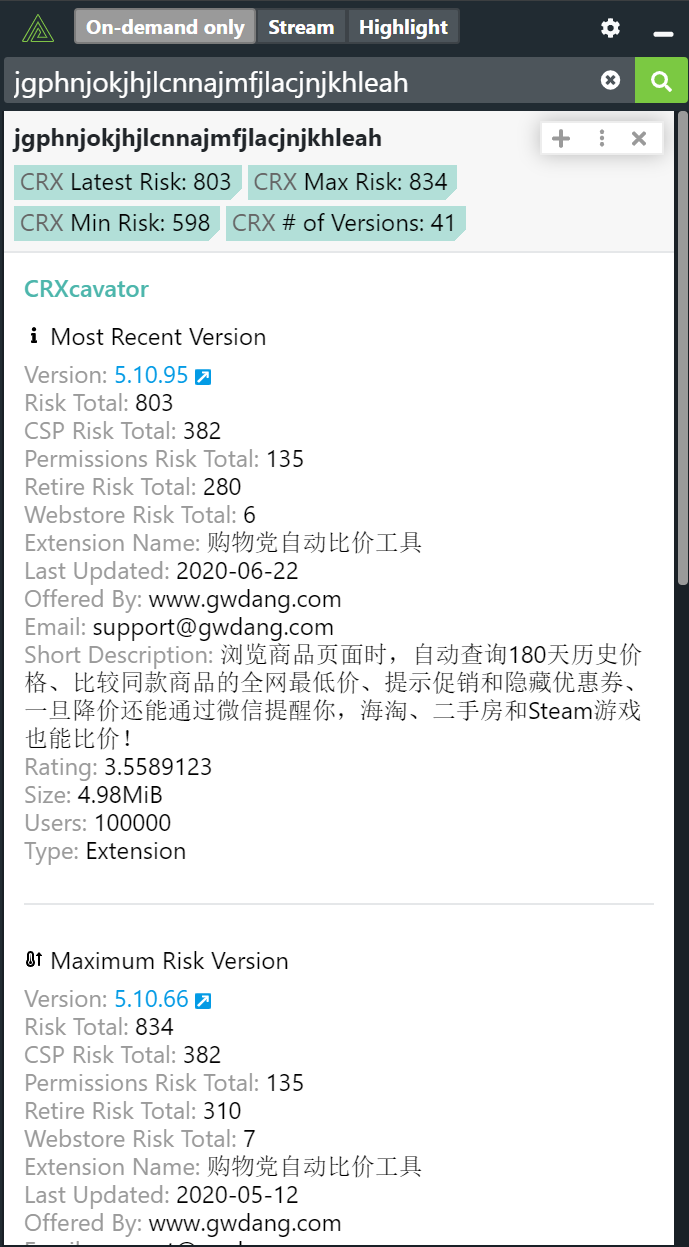 On-demand only Stream Highlight
jgphnjokjhjlcnnajmfjlacjnjkhleah
jgphnjokjhjlcnnajmfjlacjnjkhleah
CRX Latest Risk: 803 CRX Max Risk: 834
CRX Min Risk: 598 CRX # of Versions: 41
CRXcavator
Most Recent Version
Version: 5.10.95
Risk Total: 803
CSP Risk Total: 382
Permissions Risk Total: 135
Retire Risk Total: 280
Webstore Risk Total: 6
Extension Name: 购物党自动比价工具
Last Updated: 2020-06-22
Offered By: www.gwdang.com
Email: support@gwdang.com
Short Description: 浏览商品页面时，自动查询180天历史价
格、比较同款商品的全网最低价、提示促销和隐藏优惠券、
一旦降价还能通过微信提醒你，海淘、二手房和Steam游戏
也能比价！
Rating: 3.5589123
Size: 4.98MiB
Users: 100000
Type: Extension
Maximum Risk Version
Version: 5.10.66
Risk Total: 834
CSP Risk Total: 382
Permissions Risk Total: 135
Retire Risk Total: 310
Webstore Risk Total: 7
Extension Name: 购物党自动比价工具
Last Updated: 2020-05-12
Offered By: www.gwdang.com